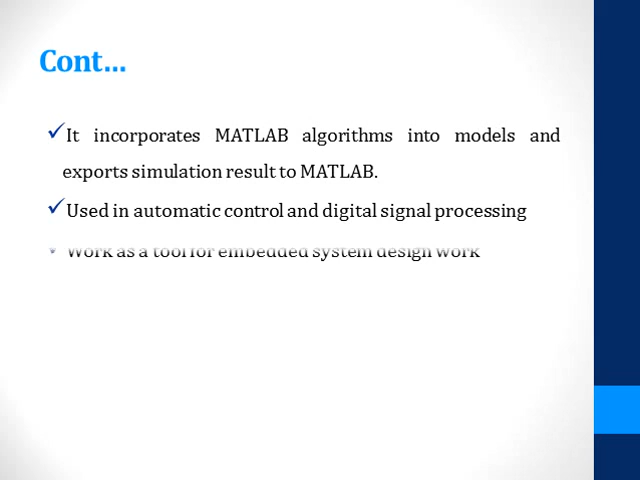 Cont...
✓It incorporates MATLAB algorithms into models and
exports simulation result to MATLAB.
✓Used in automatic control and digital signal processing
Work as a tool for embedded system design work